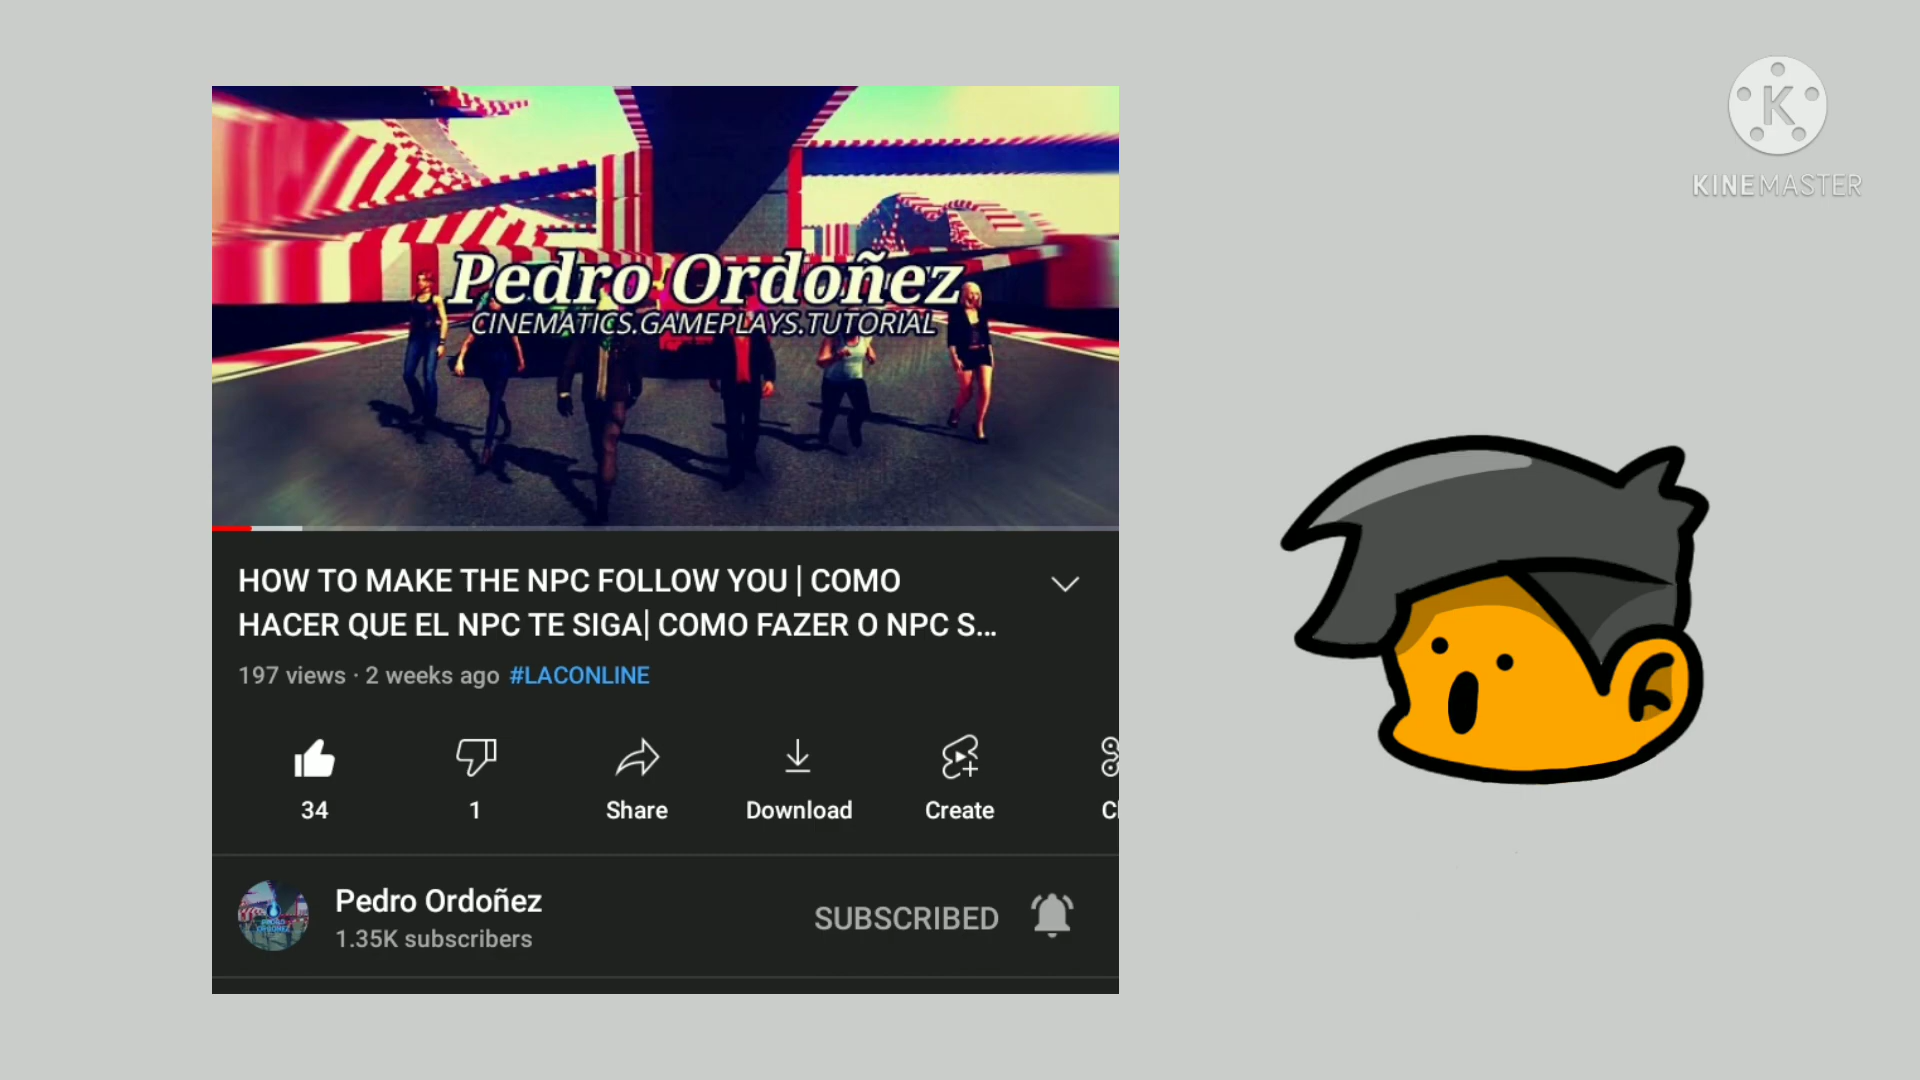 K
KINEMASTER
Pedro Ordoñez
CINEMATICS.GAMEPLAYS.TUTORIAL
HOW TO MAKE THE NPC FOLLOW YOU | COMO
HACER QUE EL NPC TE SIGA| COMO FAZER O NPC S...
197 views · 2 weeks ago #LACONLINE
34
1
Share
Download
Create
Pedro Ordoñez
1.35K subscribers
SUBSCRIBED